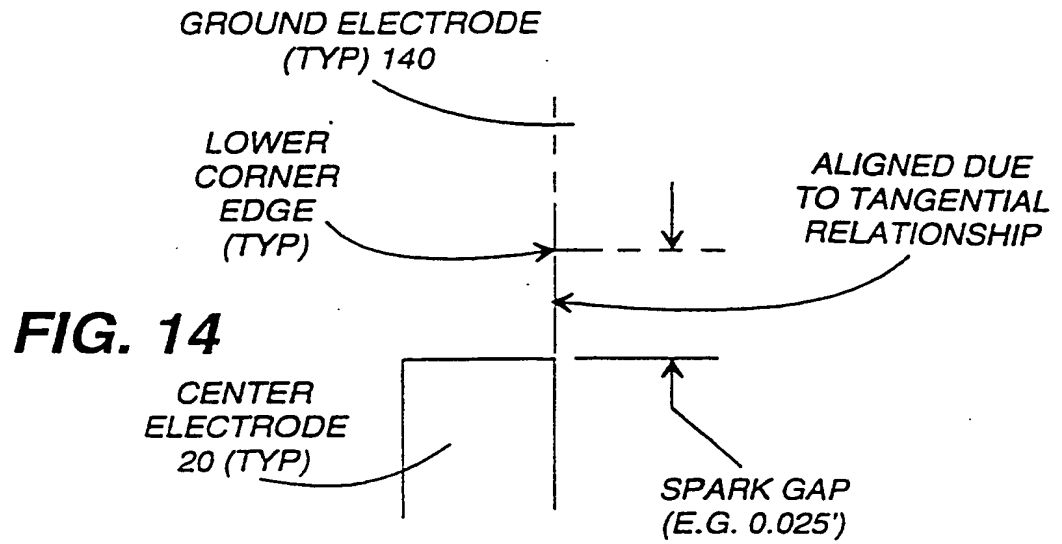 GROUND ELECTRODE
(TYP) 140
LOWER
CORNER
EDGE
(TYP)
ALIGNED DUE
TO TANGENTIAL
RELATIONSHIP
FIG. 14
CENTER
ELECTRODE
20 (TYP)
SPARK GAP
(E.G. 0.025')